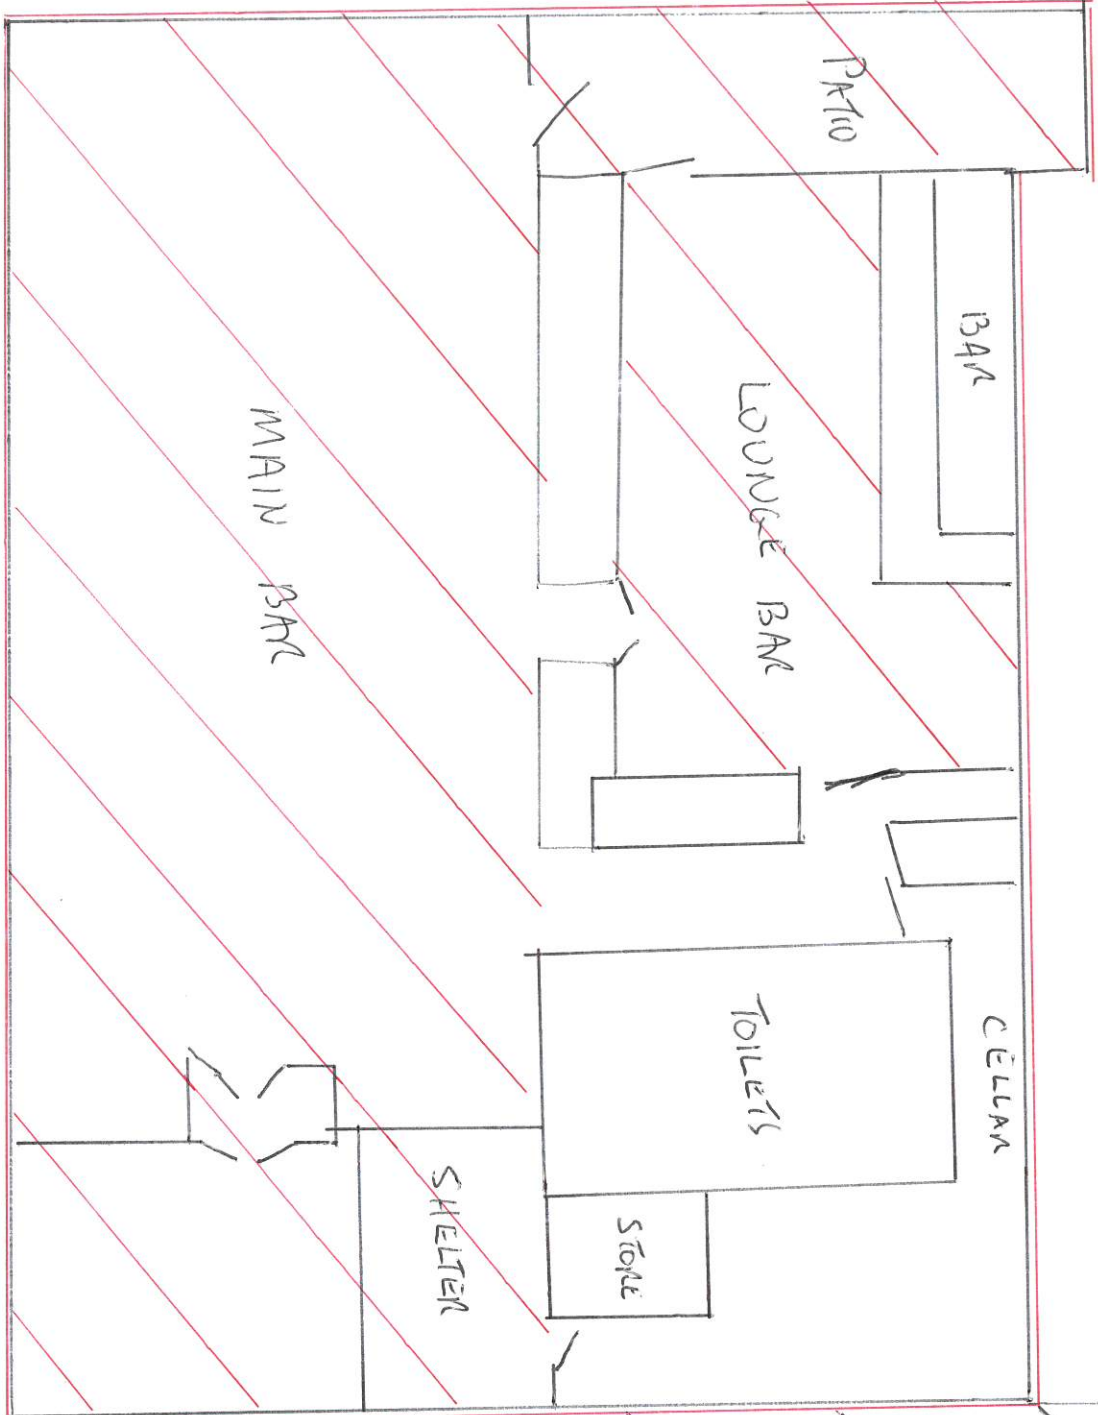 PATIO
BAR
LOUNGE BAR
MAIN BAR
CELLAR
TOILETS
STORE
SHELTER